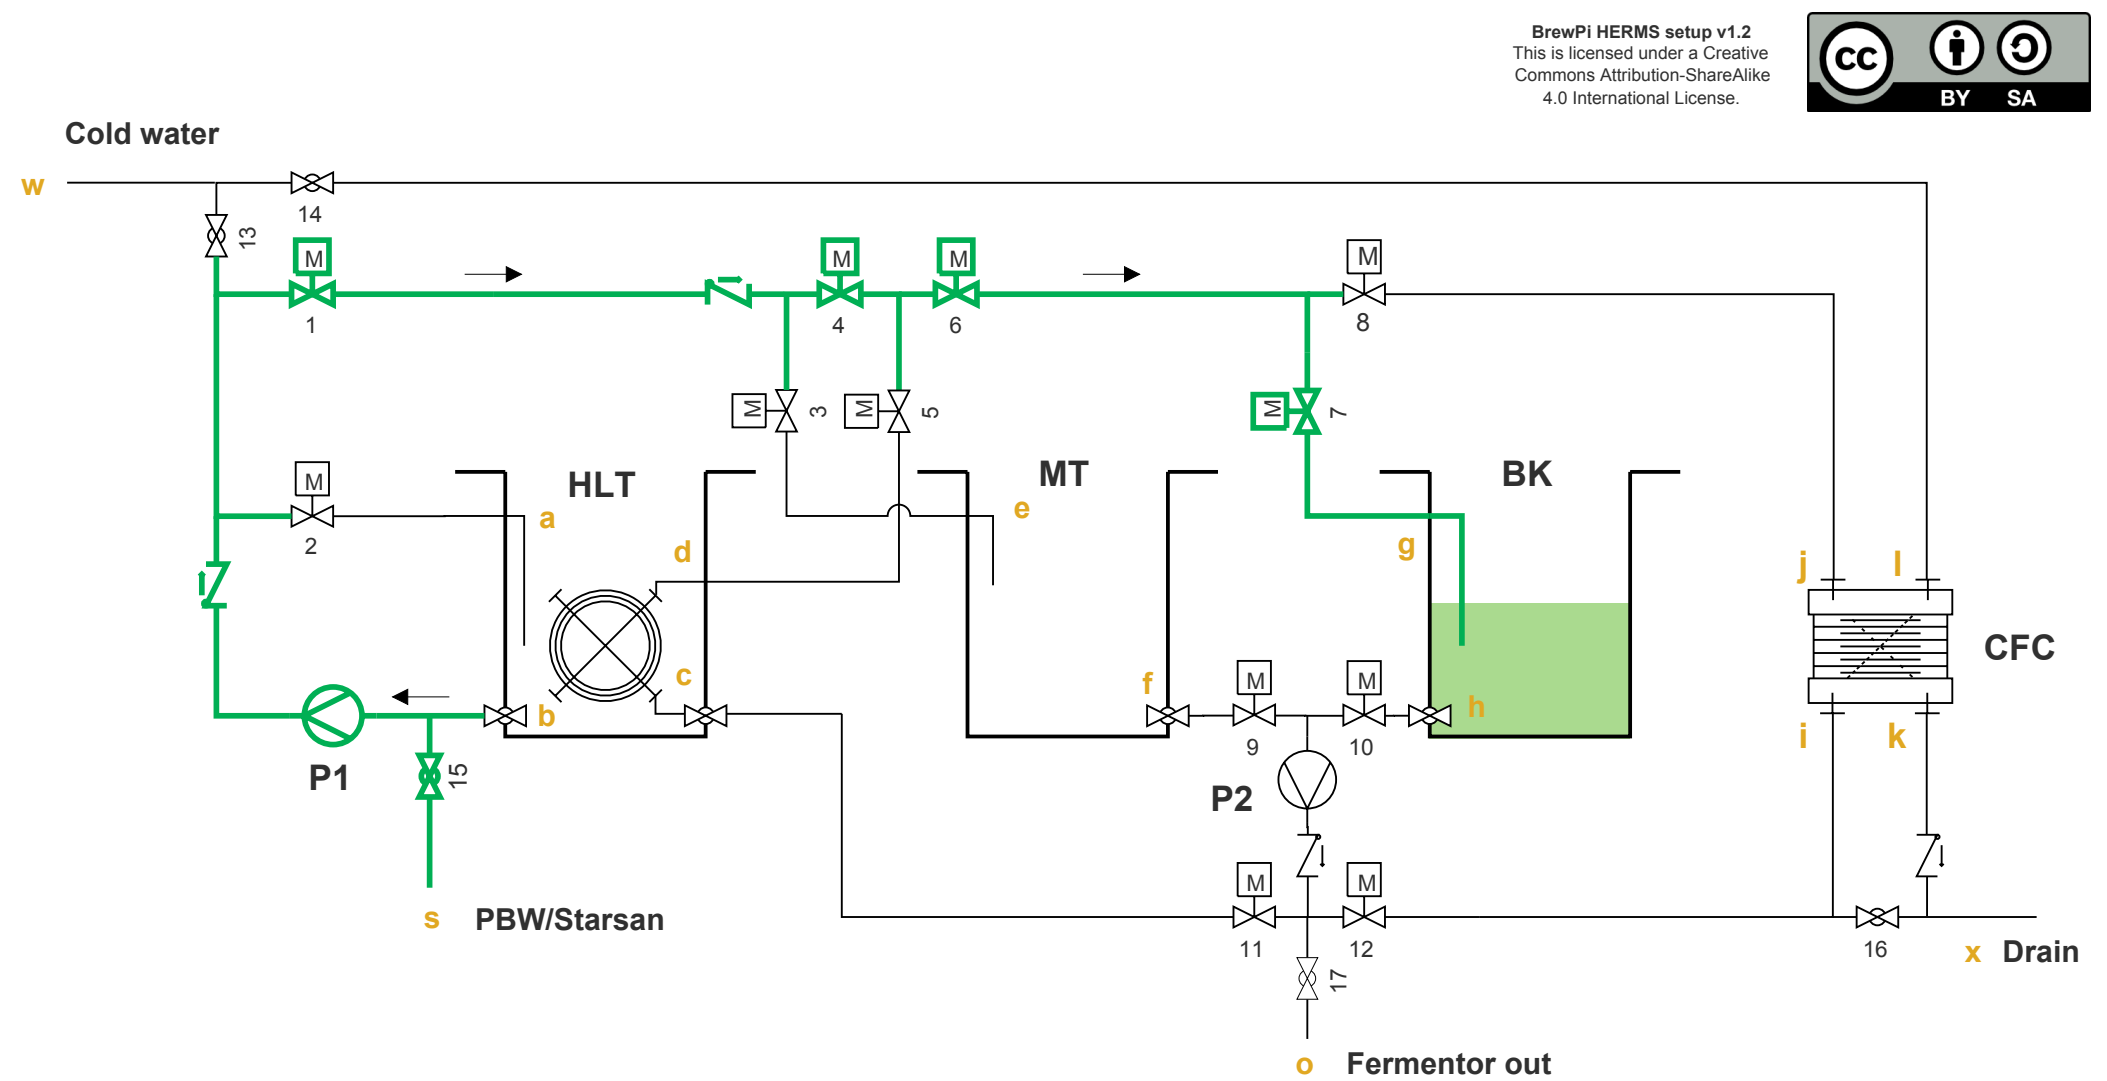 BrewPi HERMS setup v1.2
This is licensed under a Creative
Commons Attribution-ShareAlike
4.0 International License.
CC
BY SA
Cold water
w
14
13
M
M
M
M
1
4
6
8
M
3
M
5
M
7
M
2
HLT
MT
BK
a
e
d
g
j
l
CFC
c
b
f
M
M
h
9
10
i
k
P1
15
P2
s
PBW/Starsan
M
M
11
12
16
x Drain
17
o
Fermentor out